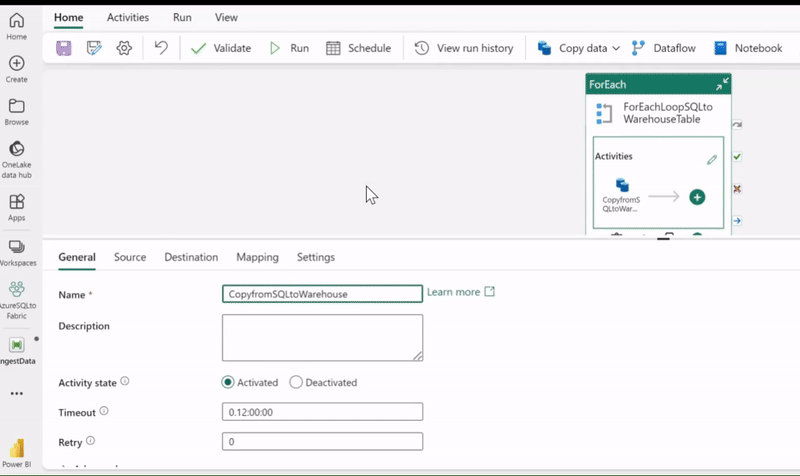 Home
Activities
Run
View
Validate
Run
Schedule
View run history
Copy data
Dataflow
Notebook
Home
Create
Browse
OneLake
data hub
Apps
Workspaces
AzureSQLto
Fabric
ngestData
Power BI
ForEach
ForEachLoopSQLto
WarehouseTable
Activities
CopyfromS
QLtoWar...
General
Source
Destination
Mapping
Settings
Name *
CopyfromSQLtoWarehouse
Learn more
Description
Activity state
Activated
Deactivated
Timeout
0.12:00:00
Retry
0